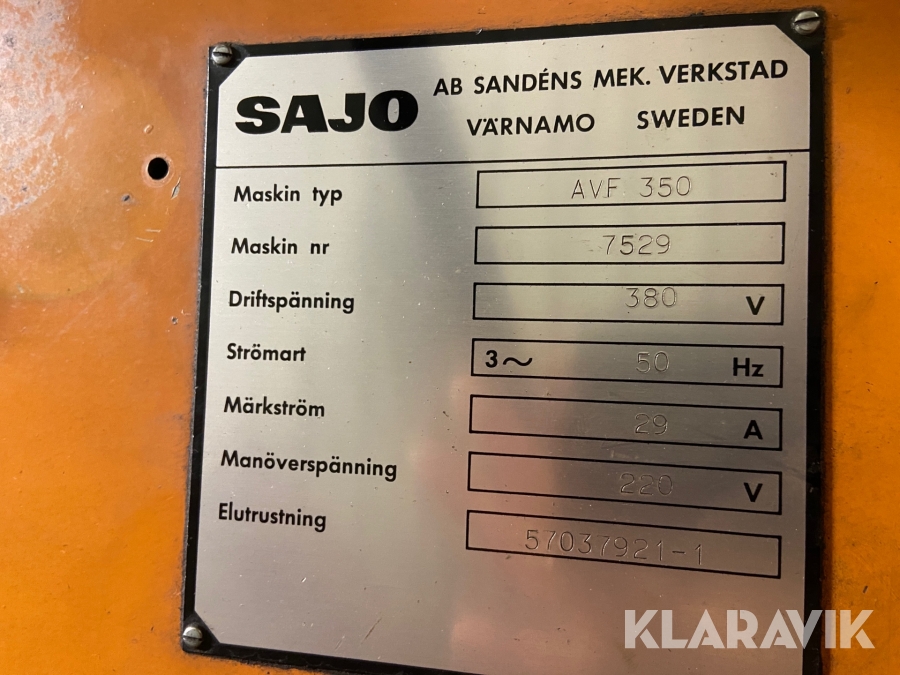 SAJO
AB SANDÉNS MEK. VERKSTAD
VÄRNAMO SWEDEN
Maskin typ AVF 350
Maskin nr 7529
Driftspänning 380 V
Strömart 3~ 50 Hz
Märkström 29 A
Manöverspänning 220 V
Elutrustning 57037921-1
KLARAVIK